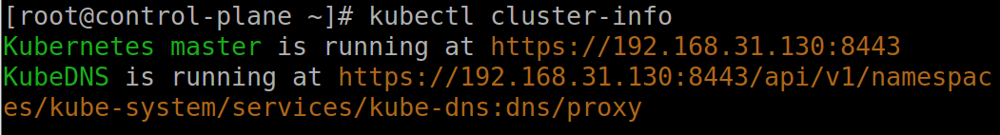 [root@control-plane ~]# kubectl cluster-info
Kubernetes master is running at https://192.168.31.130:8443
KubeDNS is running at https://192.168.31.130:8443/api/v1/namespac
es/kube-system/services/kube-dns:dns/proxy